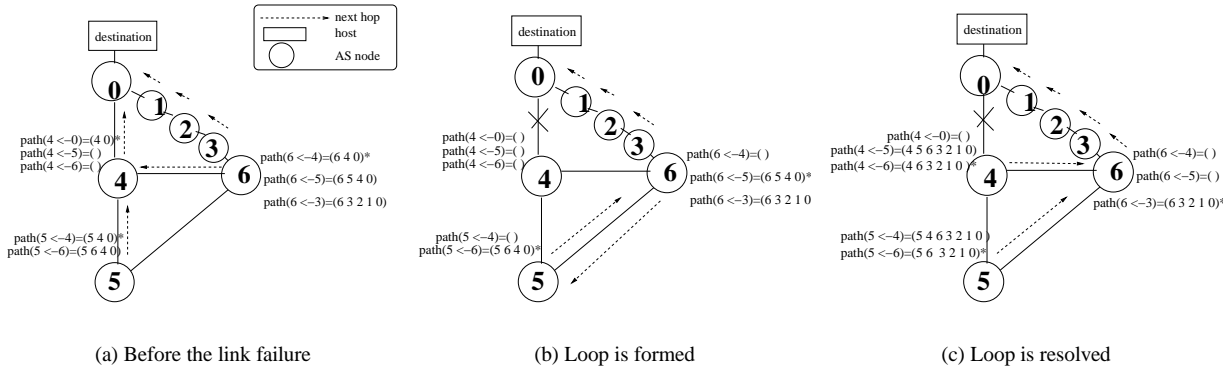 destination
0
1
2
3
path(4 <−0)=(4 0)*
path(4 <−5)=( )
path(4 <−6)=( )
4
path(6 <−4)=(6 4 0)*
6
path(6 <−5)=(6 5 4 0)
path(6 <−3)=(6 3 2 1 0)
path(5 <−4)=(5 4 0)*
path(5 <−6)=(5 6 4 0)
5
(a) Before the link failure
next hop
host
AS node
destination
0
1
2
3
path(4 <−0)=( )
path(4 <−5)=( )
path(4 <−6)=( )
4
path(6 <−4)=( )
6
path(6 <−5)=(6 5 4 0)*
path(6 <−3)=(6 3 2 1 0
path(5 <−4)=( )
path(5 <−6)=(5 6 4 0)*
5
(b) Loop is formed
destination
0
1
2
3
path(4 <−0)=( )
path(4 <−5)=(4 5 6 3 2 1 0)
path(4 <−6)=(4 6 3 2 1 0 )*
4
path(6 <−4)=( )
6
path(6 <−5)=( )
path(6 <−3)=(6 3 2 1 0)*
path(5 <−4)=(5 4 6 3 2 1 0 )
path(5 <−6)=(5 6 3 2 1 0)*
5
(c) Loop is resolved